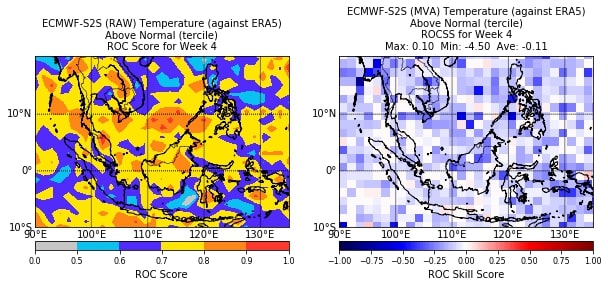 ECMWF-S2S (RAW) Temperature (against ERA5)
Above Normal (tercile)
ROC Score for Week 4
10°N
0°
10°S
90°E 100°E 110°E 120°E 130°E
0.0 0.5 0.6 0.7 0.8 0.9 1.0
ROC Score
ECMWF-S2S (MVA) Temperature (against ERA5)
Above Normal (tercile)
ROCSS for Week 4
Max: 0.10 Min: -4.50 Ave: -0.11
10°N
0°
10°S
90°E 100°E 110°E 120°E 130°E
−1.00 −0.75 −0.50 −0.25 0.00 0.25 0.50 0.75 1.00
ROC Skill Score